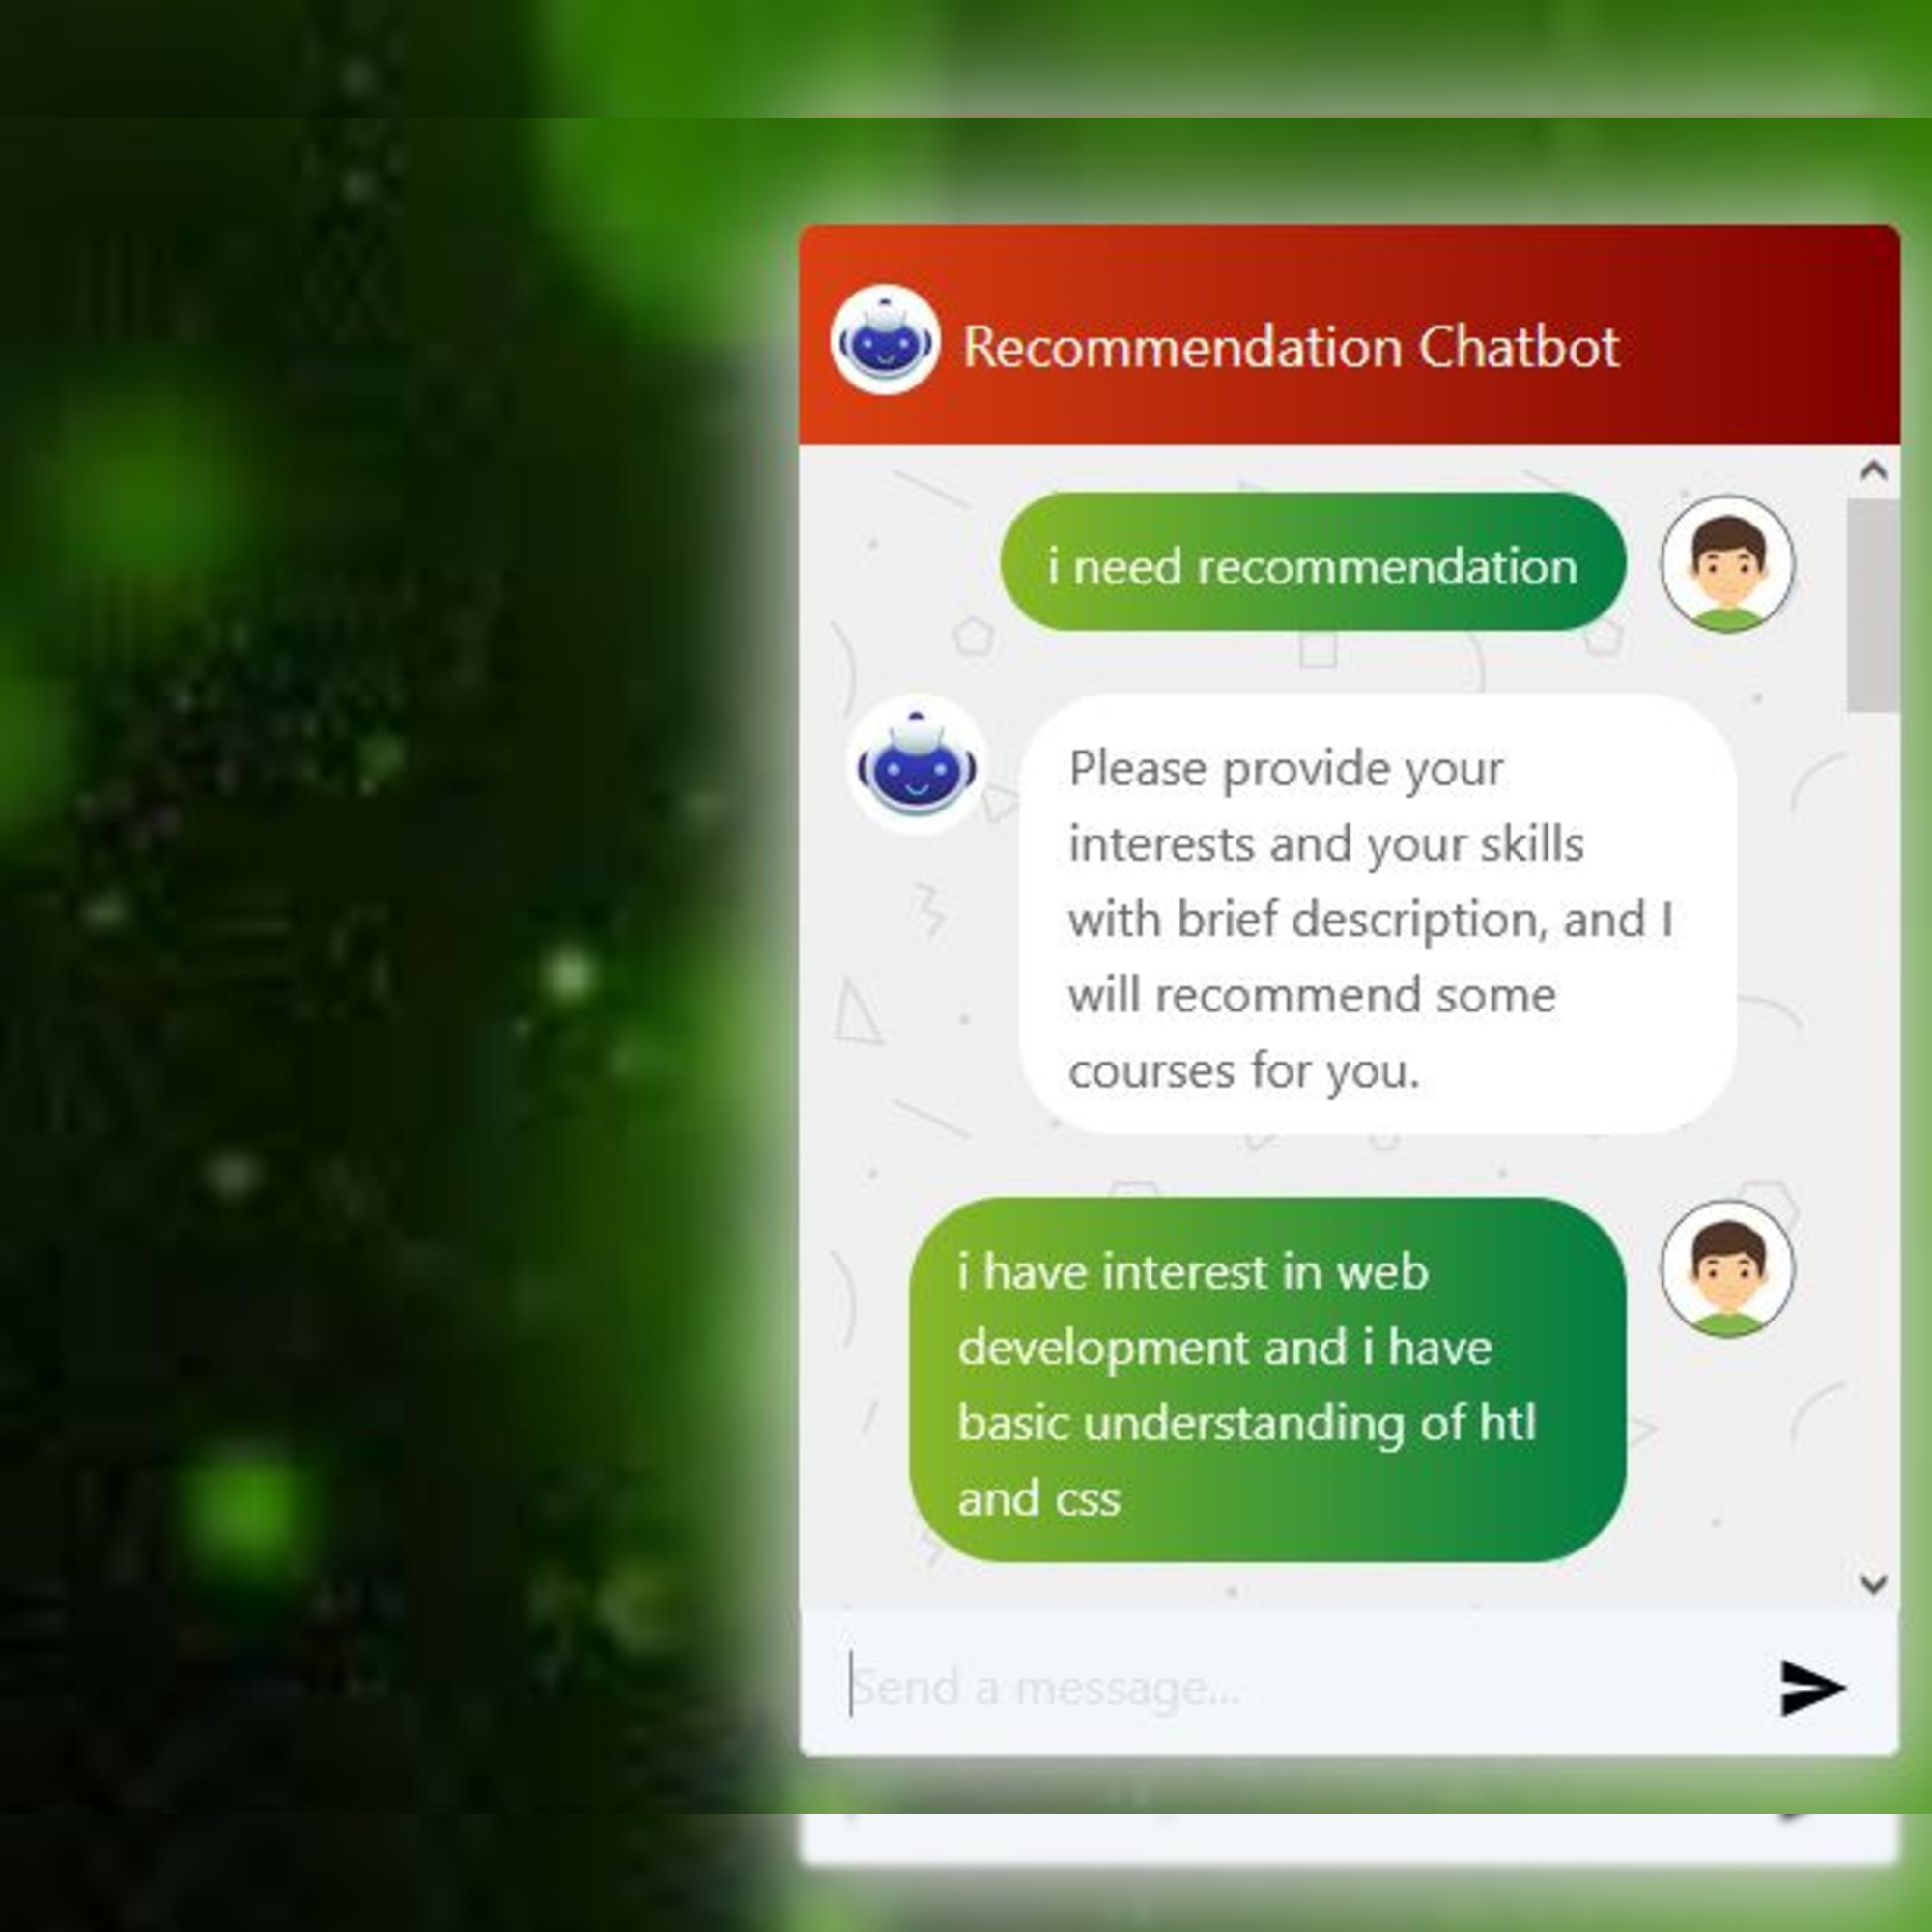 Recommendation Chatbot
i need recommendation
Please provide your
interests and your skills
with brief description, and I
will recommend some
courses for you.
i have interest in web
development and i have
basic understanding of htl
and css
Send a message...